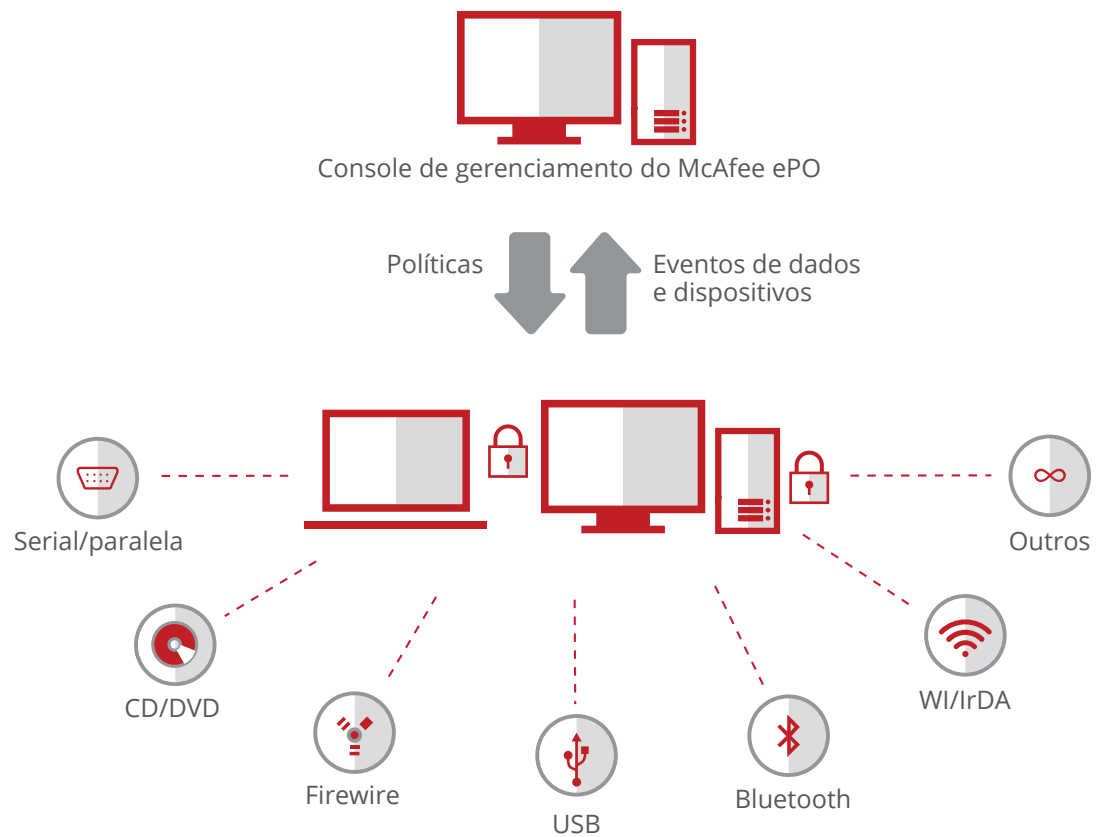 Console de gerenciamento do McAfee ePO
Políticas
Eventos de dados
e dispositivos
Serial/paralela
Outros
CD/DVD
WI/IrDA
Firewire
Bluetooth
USB